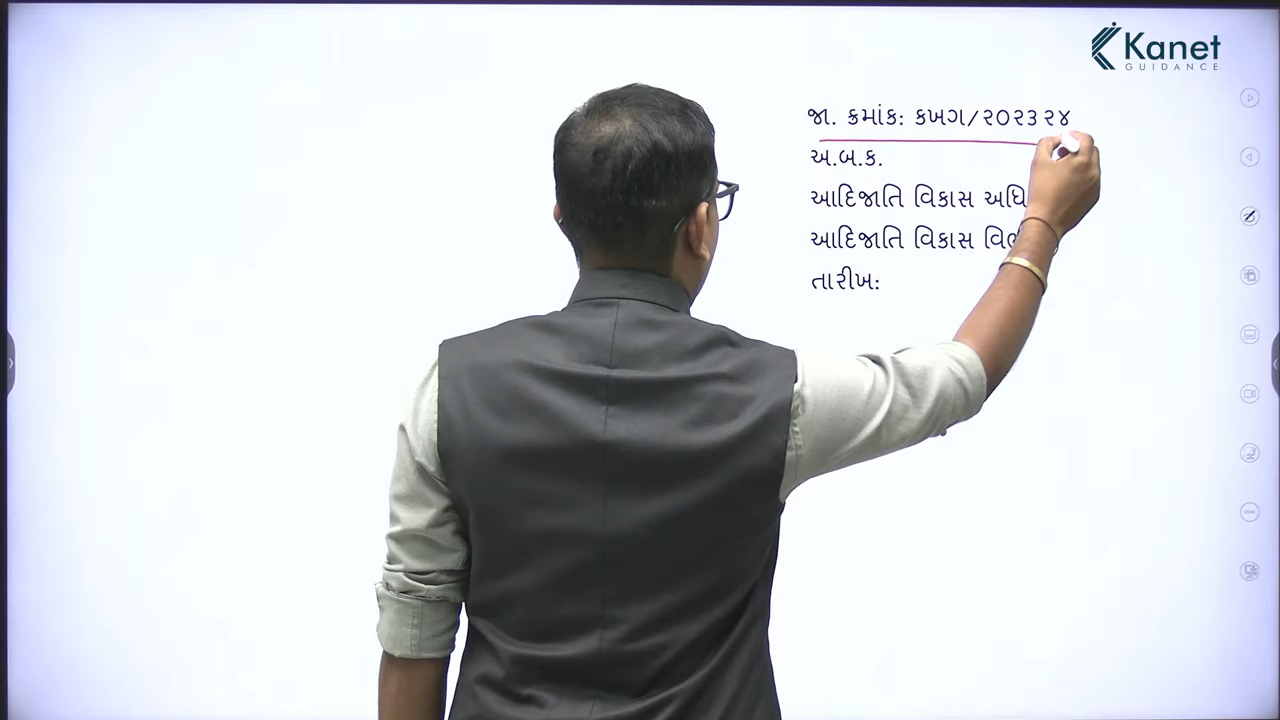 Kanet
GUIDANCE
જા. ક્રમાંક: કખગ/૨૦૨૩૨૪
અ.બ.ક.
આદિજાતિ વિકાસ
આદિજાતિ વિકાસ
તારીખ: